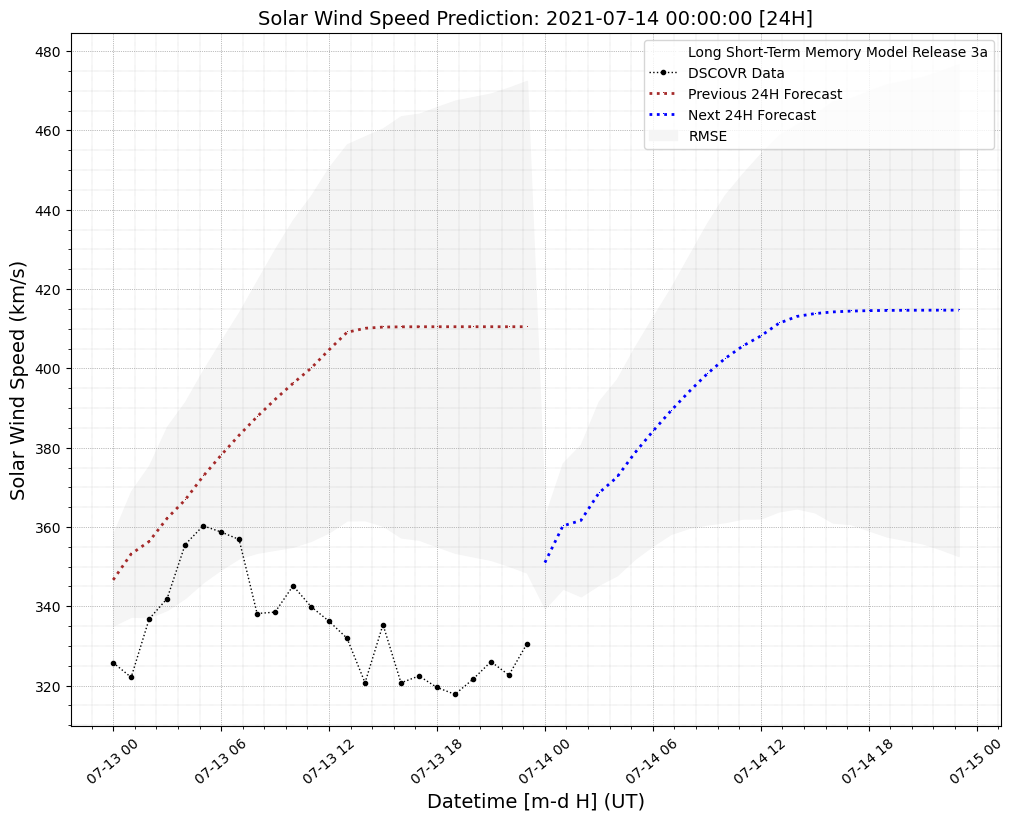 Solar Wind Speed Prediction: 2021-07-14 00:00:00 [24H]
Long Short-Term Memory Model Release 3a
DSCOVR Data
Previous 24H Forecast
Next 24H Forecast
RMSE
Solar Wind Speed (km/s)
480
460
440
420
400
380
360
340
320
07-13 00
07-13 06
07-13 12
07-13 18
07-14 00
07-14 06
07-14 12
07-14 18
07-15 00
Datetime [m-d H] (UT)